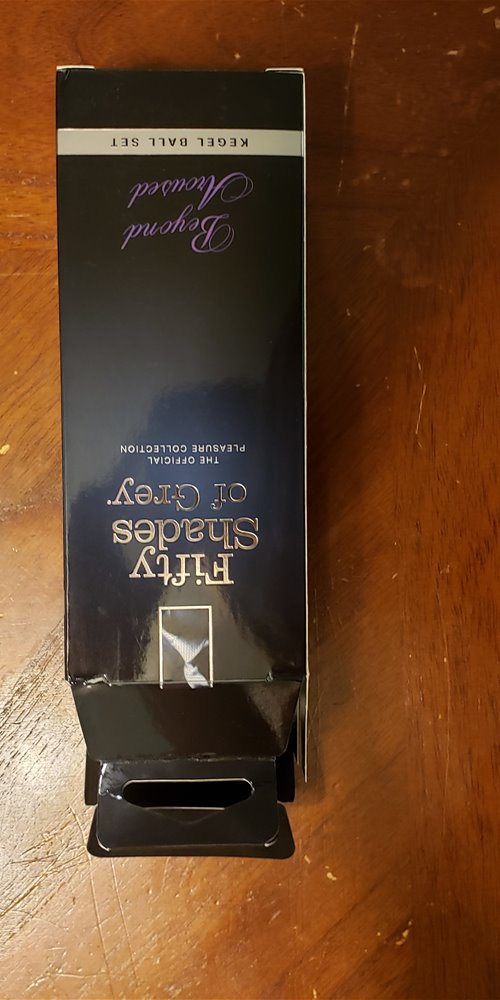 Fifty
Shades
of Grey.
THE OFFICIAL
PLEASURE COLLECTION
Beyond
Aroused
KEGEL BALL SET